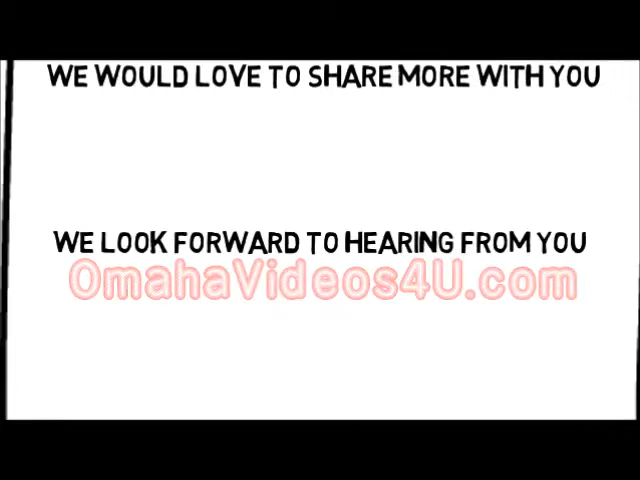 WE WOULD LOVE TO SHARE MORE WITH YOU
WE LOOK FORWARD TO HEARING FROM YOU
OmahaVideos4U.com